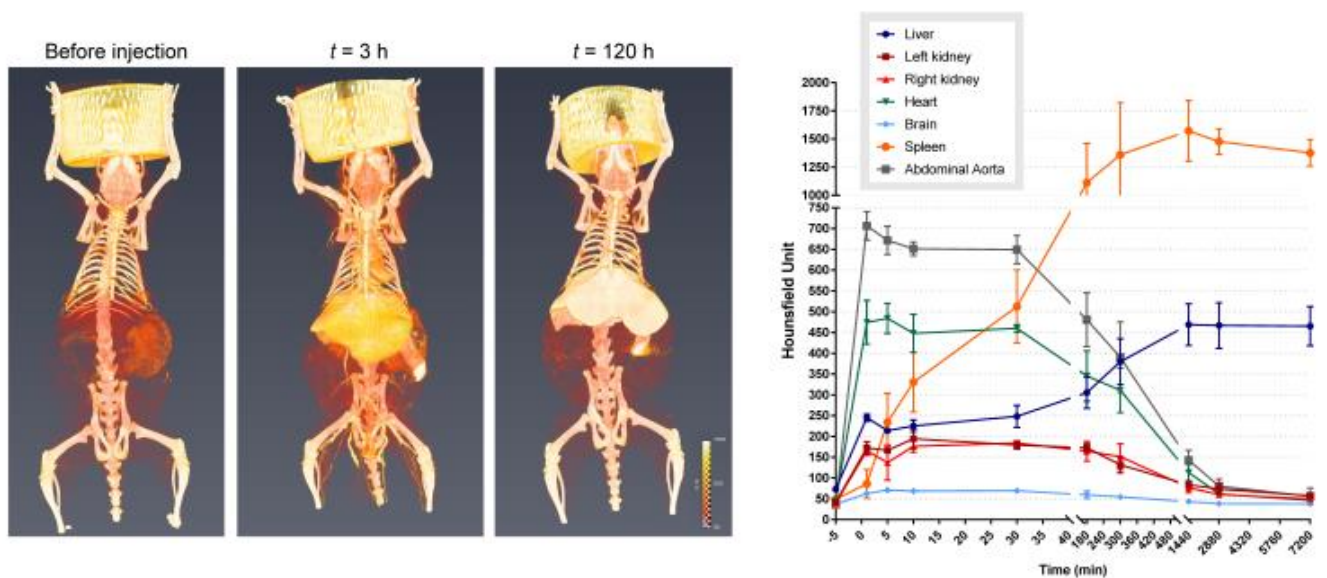 Before injection
t = 3 h
t = 120 h
Liver
Left kidney
Right kidney
Heart
Brain
Spleen
Abdominal Aorta
2000
1750
1500
1250
1000
750
700
650
600
550
500
450
400
350
300
250
200
150
100
50
0
Hounsfield Unit
-5 0 5 10 15 20 25 30 35 40 180 240 300 360 420 480 1440 2880 4320 5760 7200
Time (min)